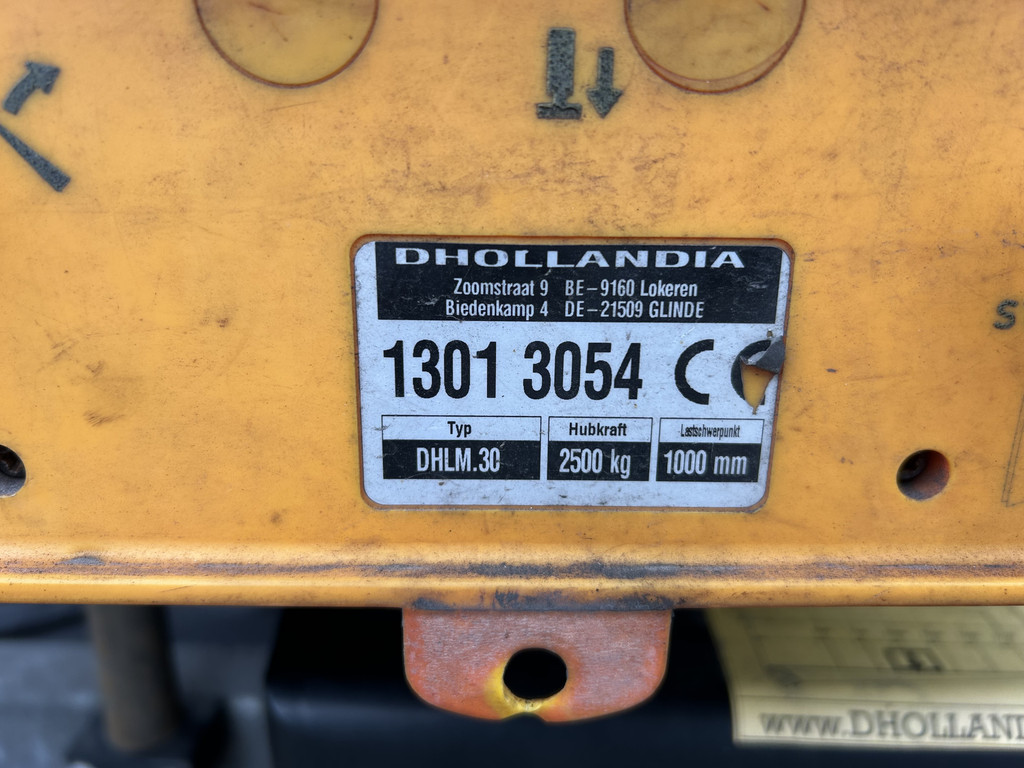 DHOLLANDIA
Zoomstraat 9 BE-9160 Lokeren
Biedenkamp 4 DE-21509 GLINDE
1301 3054 CE
Typ Hubkraft Lastschwerpunkt
DHLM.30 2500 kg 1000 mm
S
www.DHOLLAND